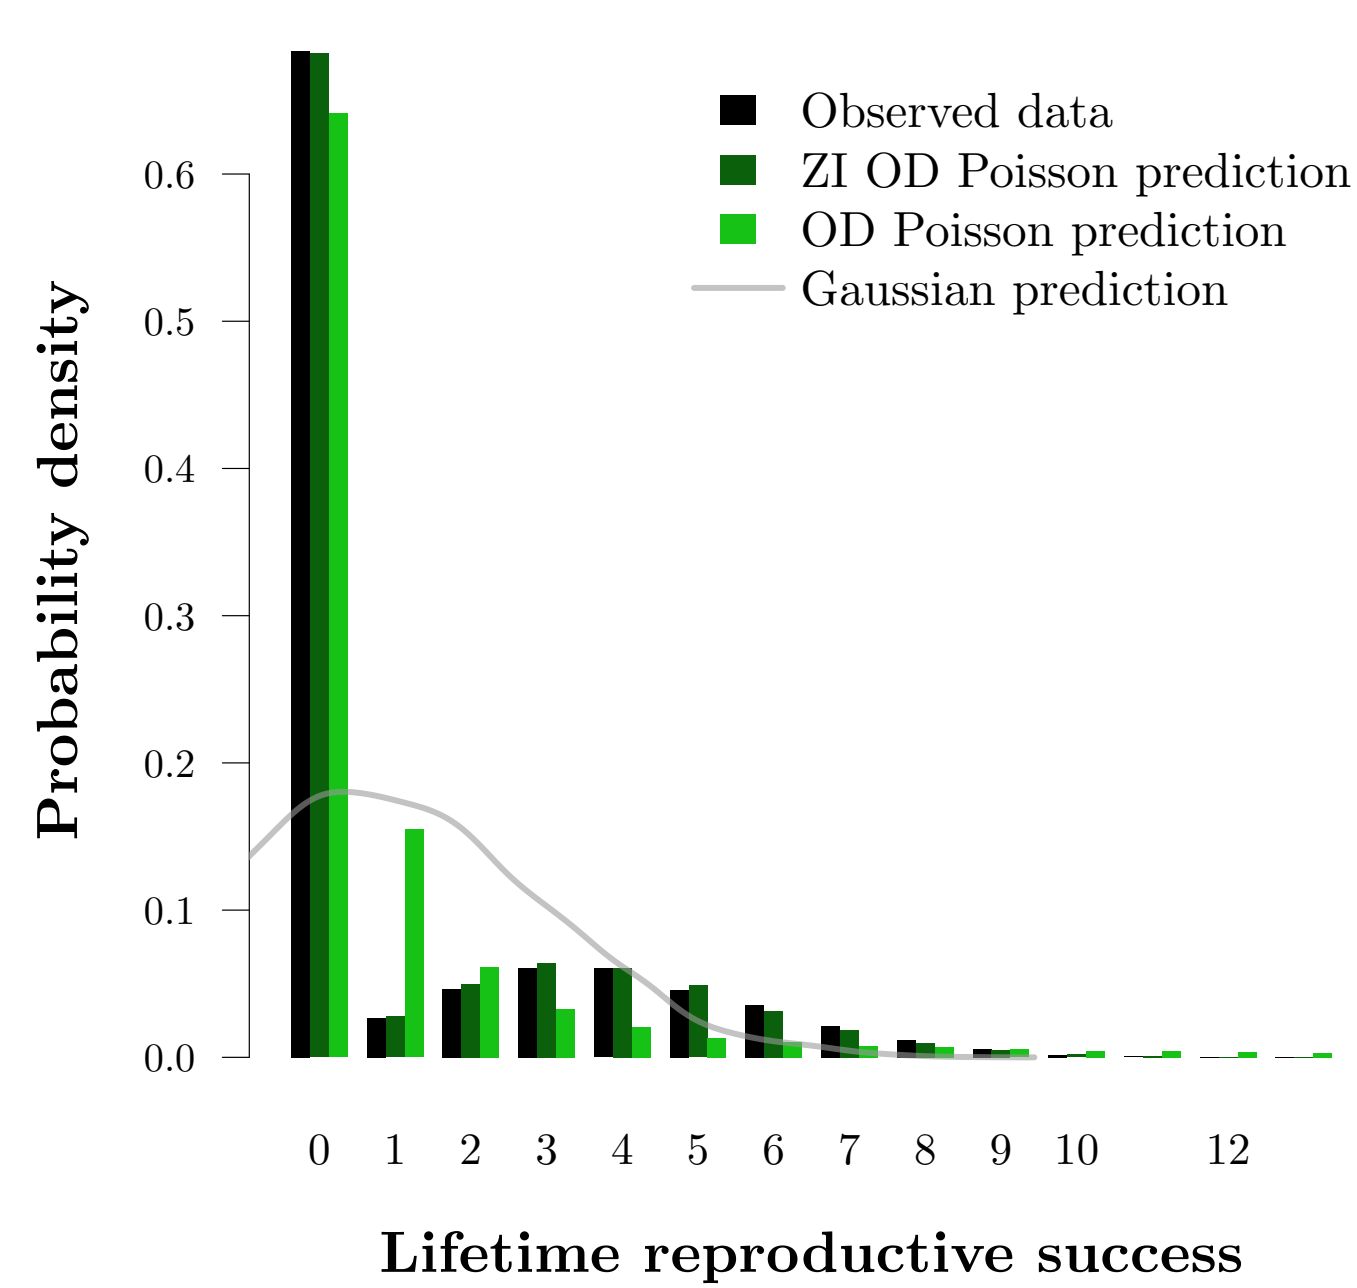 Observed data
ZI OD Poisson prediction
OD Poisson prediction
Gaussian prediction
Probability density
0.6
0.5
0.4
0.3
0.2
0.1
0.0
0 1 2 3 4 5 6 7 8 9 10 12
Lifetime reproductive success